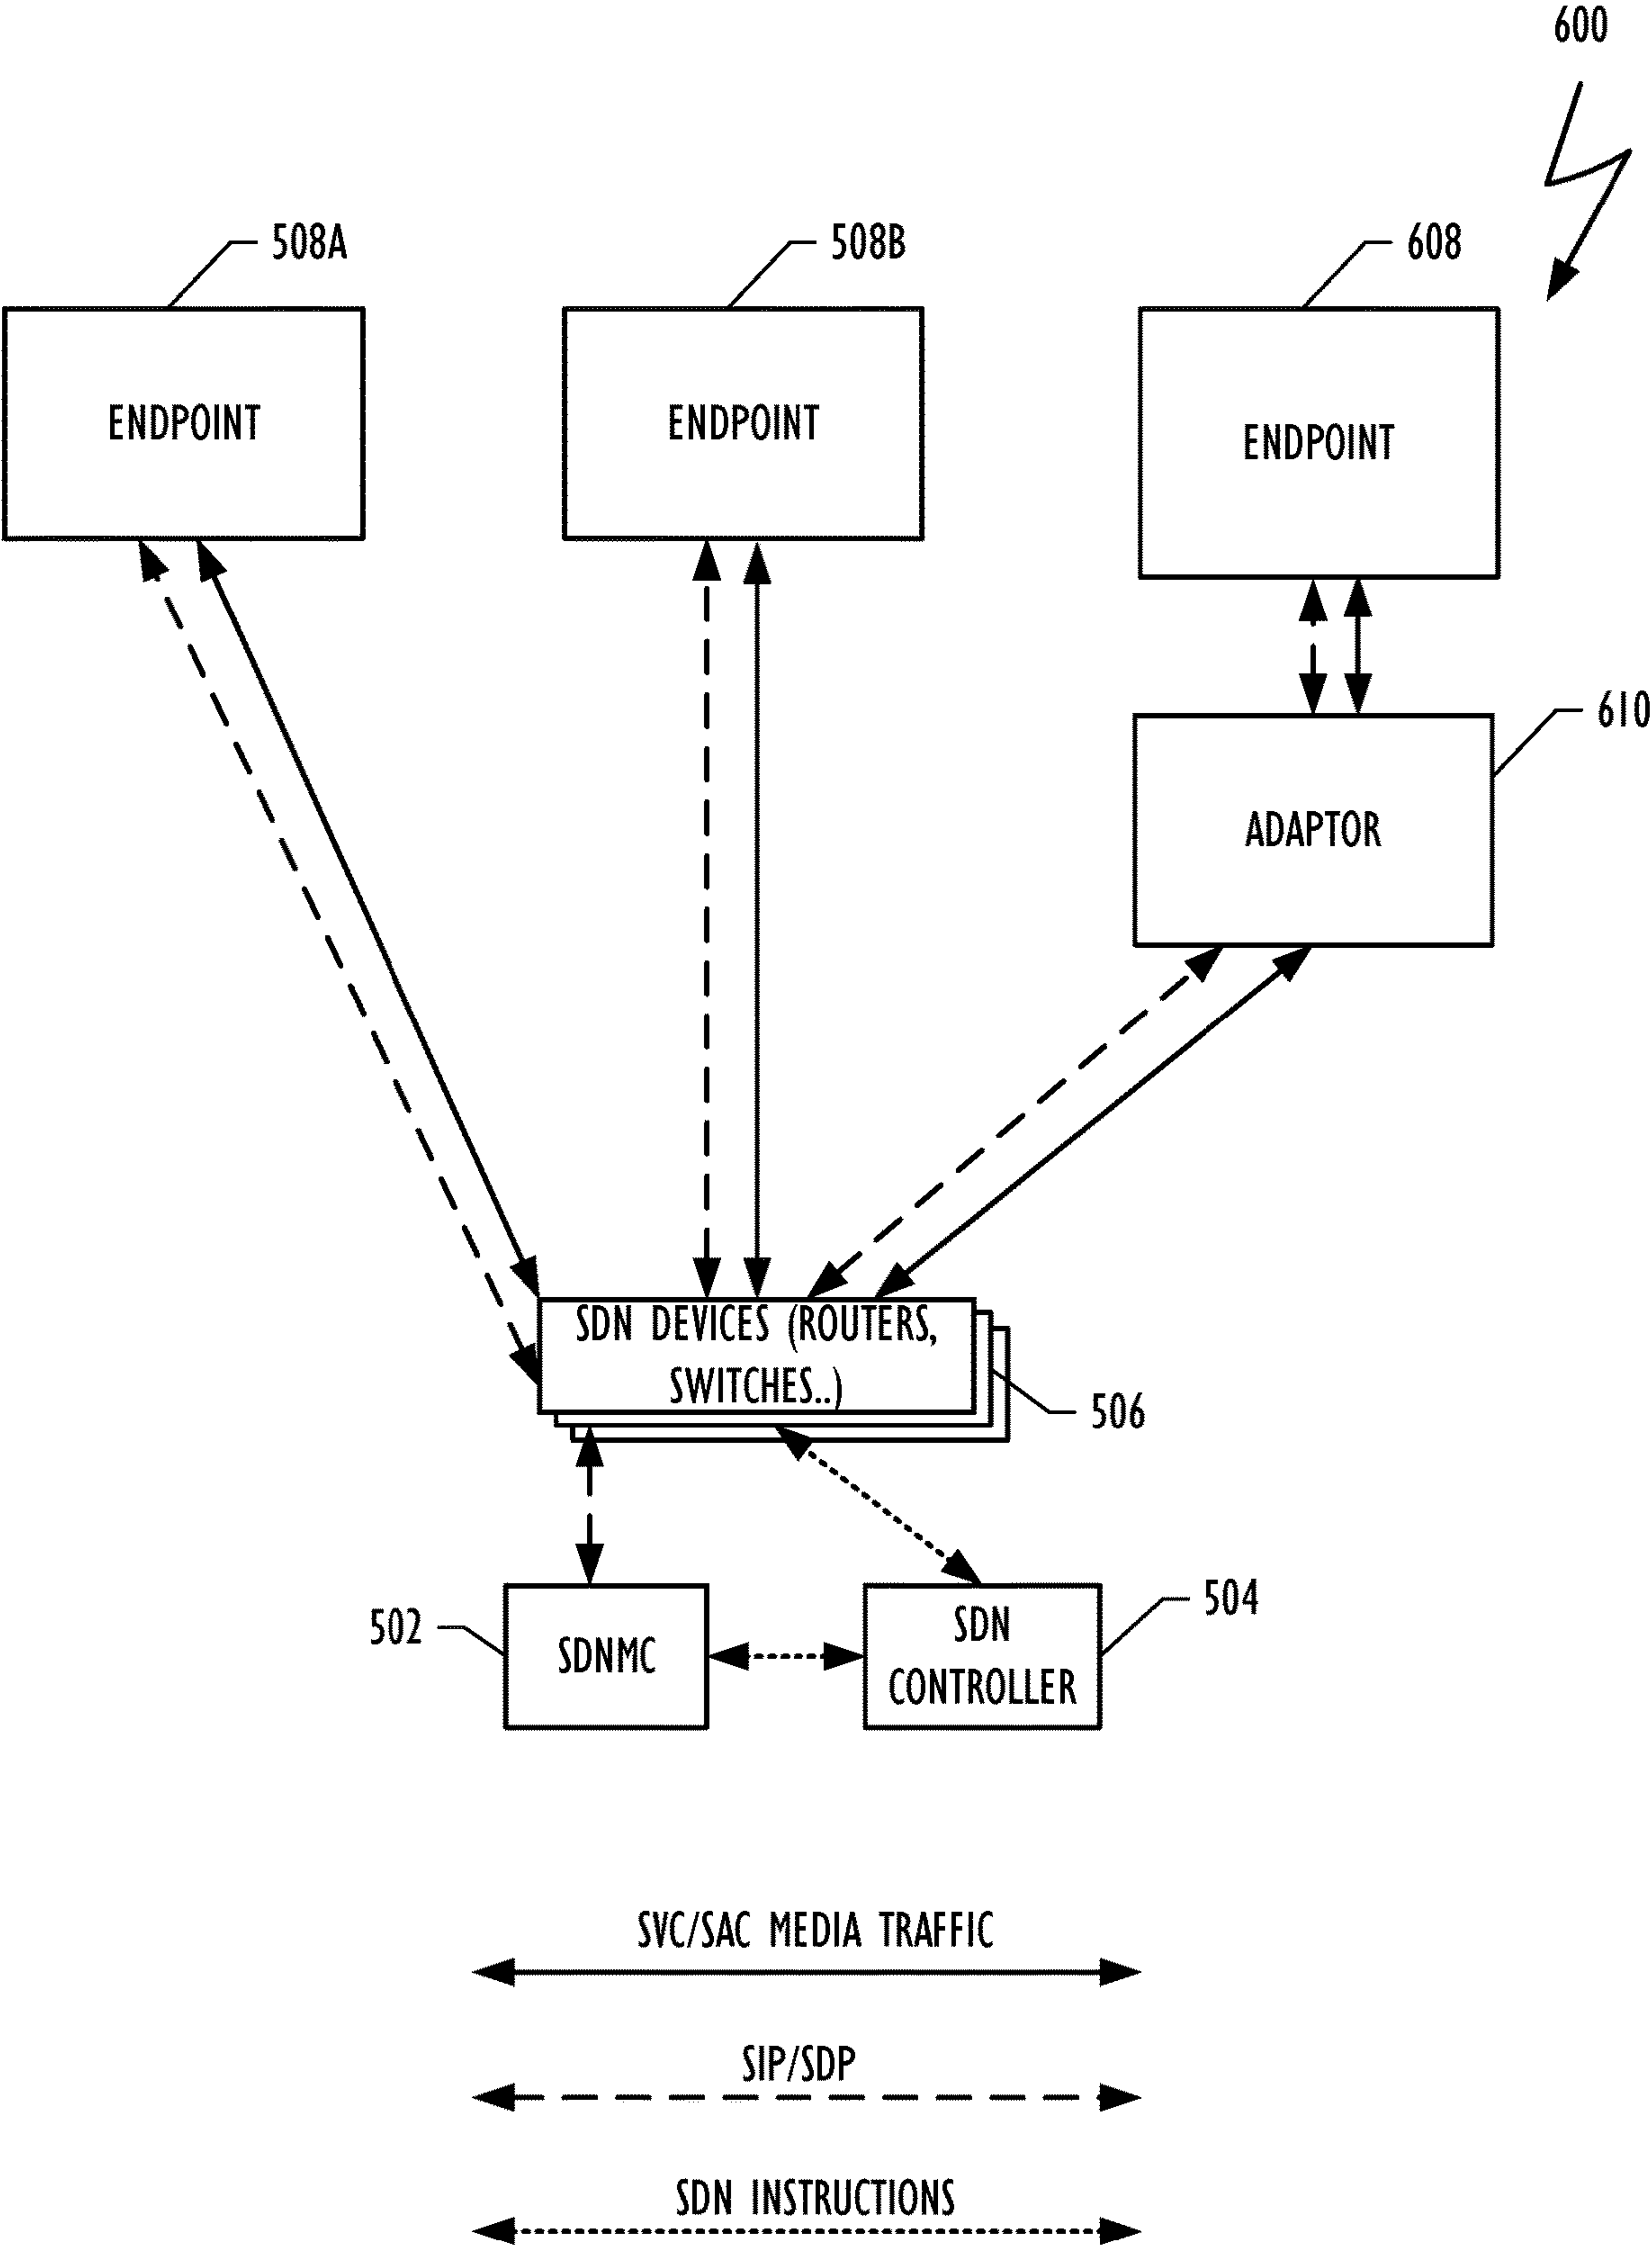 600
508A
508B
608
ENDPOINT
ENDPOINT
ENDPOINT
610
ADAPTOR
SDN DEVICES (ROUTERS,
SWITCHES..)
506
502
SDNMC
SDN
CONTROLLER
504
SVC/SAC MEDIA TRAFFIC
SIP/SDP
SDN INSTRUCTIONS